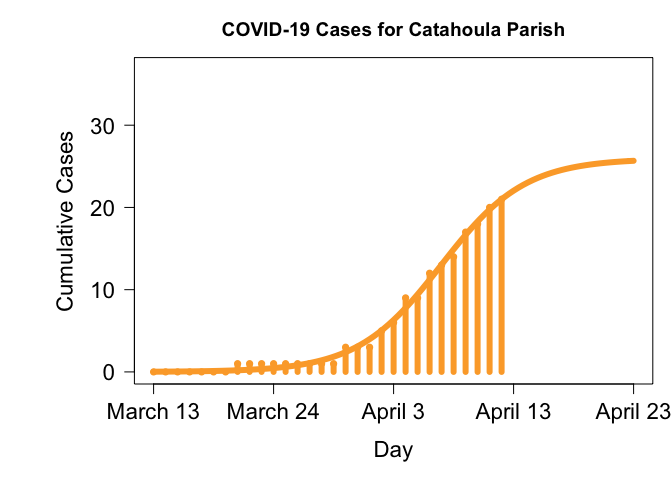 COVID-19 Cases for Catahoula Parish
Cumulative Cases
30
20
10
0
March 13 March 24 April 3 April 13 April 23
Day